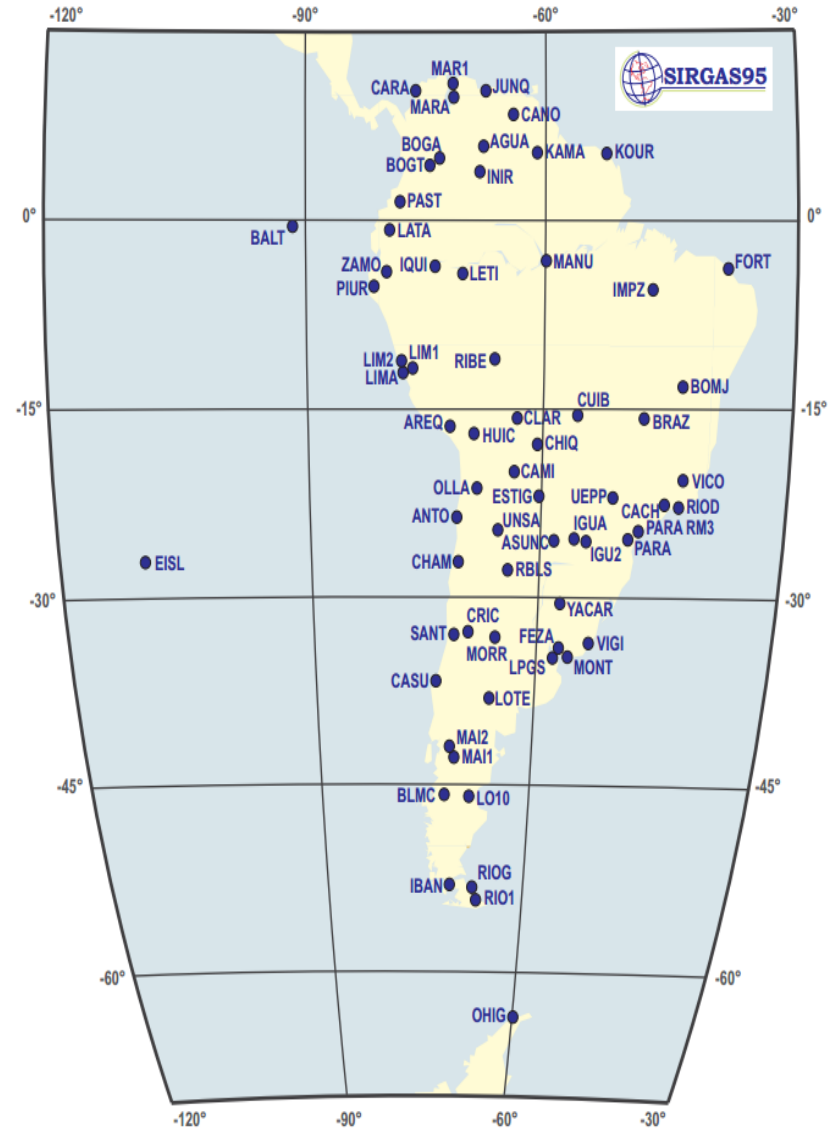 -120° -90° -60° -30°
SIRGAS95
MAR1
CARA JUNQ
MARA
CANO
BOGA AGUA KAMA KOUR
BOGT
INIR
PAST
0° 0°
LATA
BALT
ZAMO IQUI MANU FORT
LETI
PIUR IMPZ
LIM2 LIM1
RIBE
LIMA
BOMJ
CUIB
-15° -15°
AREQ CLAR BRAZ
HUIC CHIQ
CAMI
OLLA VICO
ESTIG UEPP
CACH RIOD
ANTO UNSA IGUA
PARA RM3
ASUNC IGU2 PARA
CHAM
EISL RBLS
-30° -30°
YACAR
CRIC
SANT FEZA VIGI
MORR
LPGS MONT
CASU
LOTE
MAI2
MAI1
-45° -45°
BLMC LO10
RIOG
IBAN
RIO1
-60° -60°
OHIG
-120° -90° -60° -30°